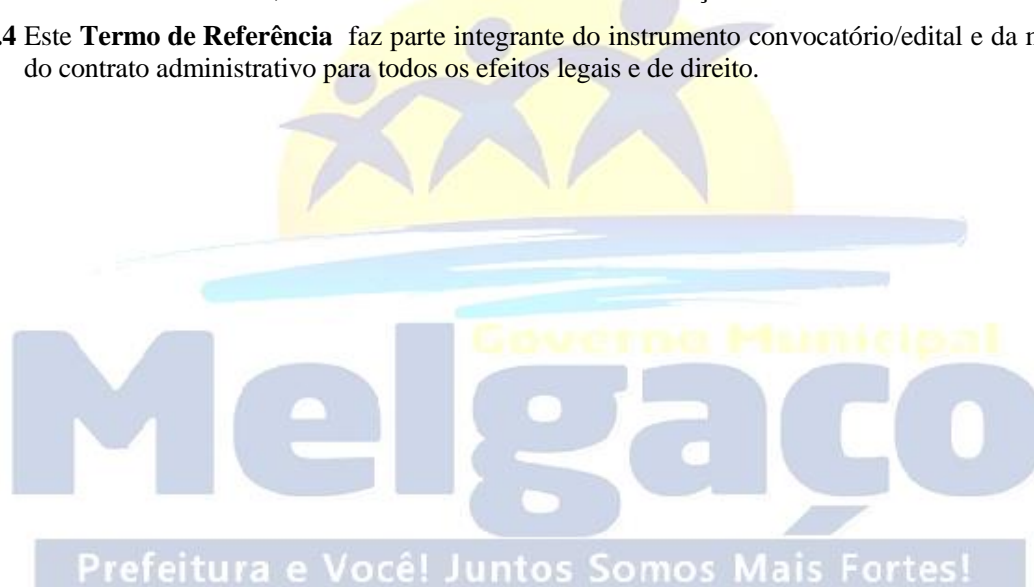 .4 Este Termo de Referência faz parte integrante do instrumento convocatório/edital e da
do contrato administrativo para todos os efeitos legais e de direito.
Governo Municipal
Melgaço
Prefeitura e Você! Juntos Somos Mais Fortes!